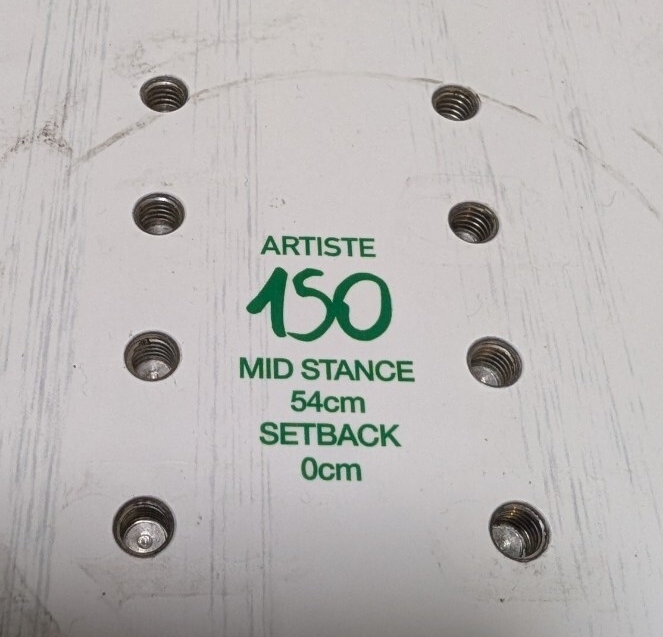 ARTISTE
150
MID STANCE
54cm
SETBACK
0cm